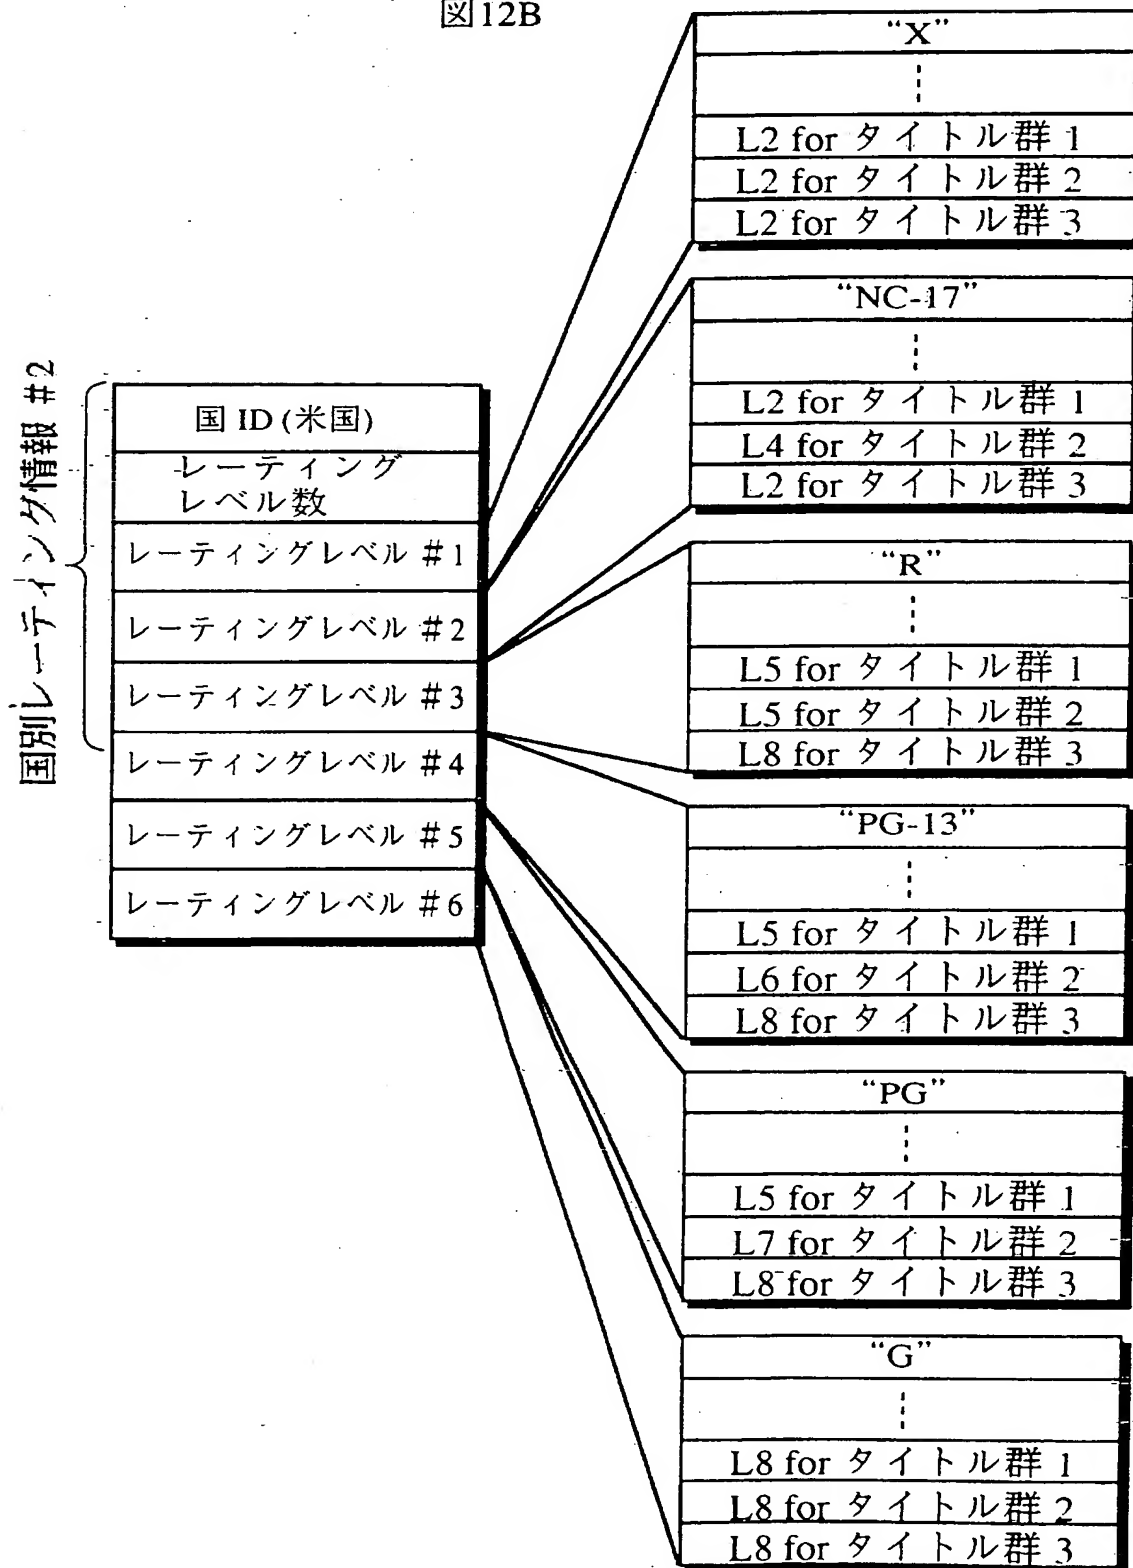 図12B
国別レーティング情報 #2
国 ID (米国)
レーティング
レベル数
レーティングレベル #1
レーティングレベル #2
レーティングレベル #3
レーティングレベル #4
レーティングレベル #5
レーティングレベル #6
“X”
L2 for タイトル群 1
L2 for タイトル群 2
L2 for タイトル群 3
“NC-17”
L2 for タイトル群 1
L4 for タイトル群 2
L2 for タイトル群 3
“R”
L5 for タイトル群 1
L5 for タイトル群 2
L8 for タイトル群 3
“PG-13”
L5 for タイトル群 1
L6 for タイトル群 2
L8 for タイトル群 3
“PG”
L5 for タイトル群 1
L7 for タイトル群 2
L8 for タイトル群 3
“G”
L8 for タイトル群 1
L8 for タイトル群 2
L8 for タイトル群 3